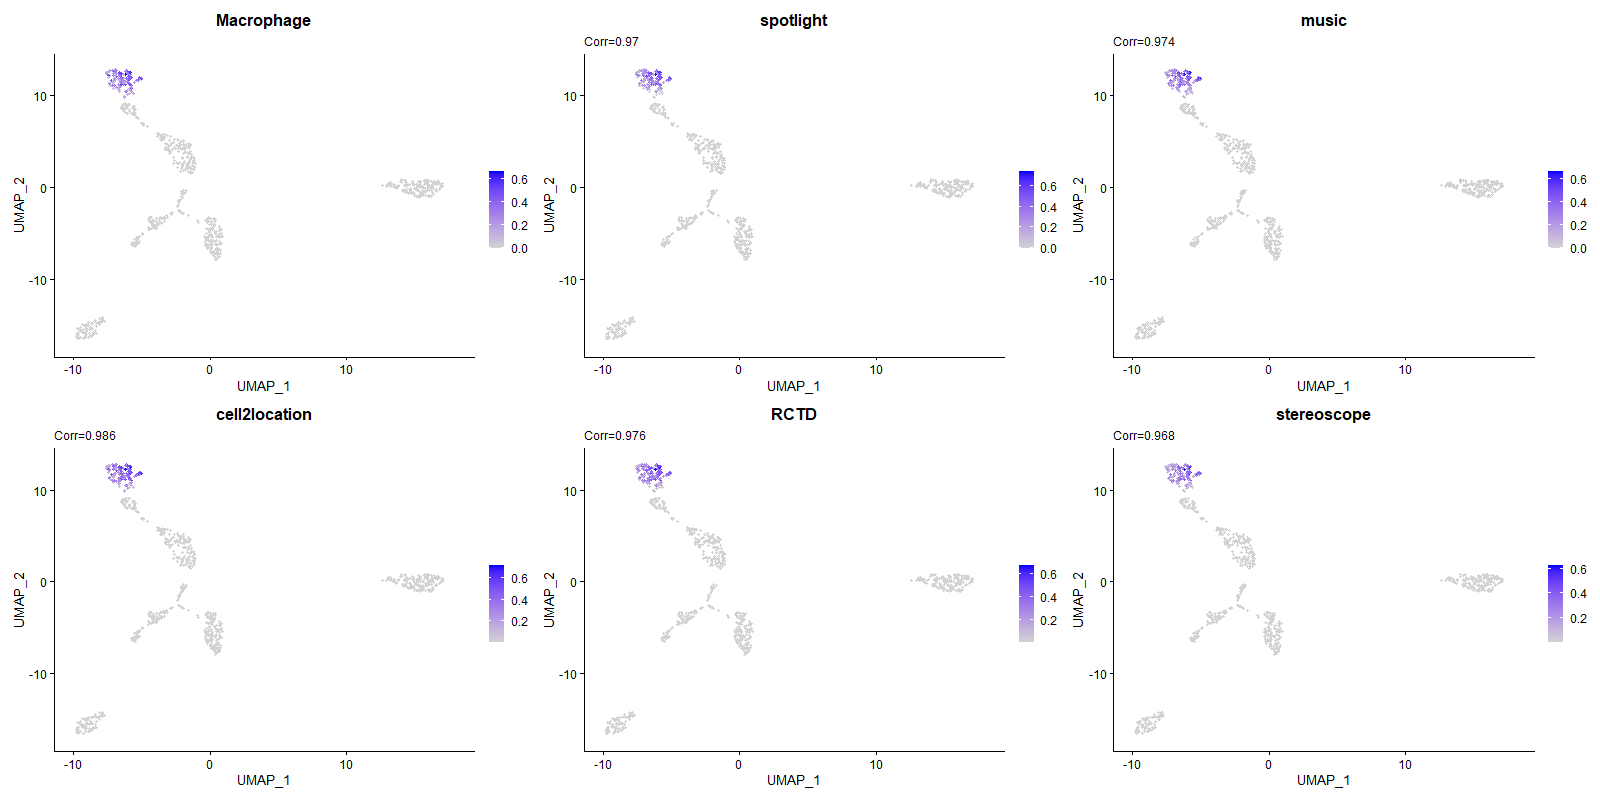 Macrophage
10
0
-10
UMAP_2
-10 0 10
UMAP_1
0.6
0.4
0.2
0.0
spotlight
Corr=0.97
10
0
-10
UMAP_2
-10 0 10
UMAP_1
0.6
0.4
0.2
0.0
music
Corr=0.974
10
0
-10
UMAP_2
-10 0 10
UMAP_1
0.6
0.4
0.2
0.0
cell2location
Corr=0.986
10
0
-10
UMAP_2
-10 0 10
UMAP_1
0.6
0.4
0.2
RCTD
Corr=0.976
10
0
-10
UMAP_2
-10 0 10
UMAP_1
0.6
0.4
0.2
stereoscope
Corr=0.968
10
0
-10
UMAP_2
-10 0 10
UMAP_1
0.6
0.4
0.2